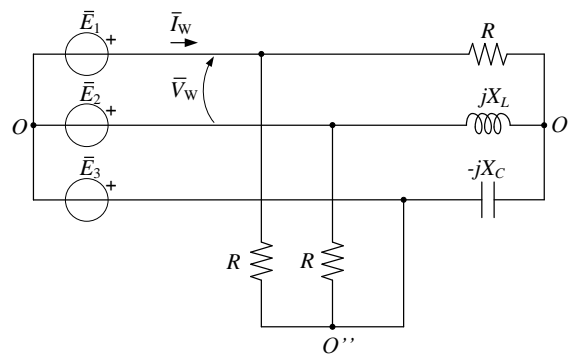 Ē₁
+
Ī_W
R
V̄_W
Ē₂
+
jX_L
O
O
Ē₃
+
-jX_C
R
R
O’’